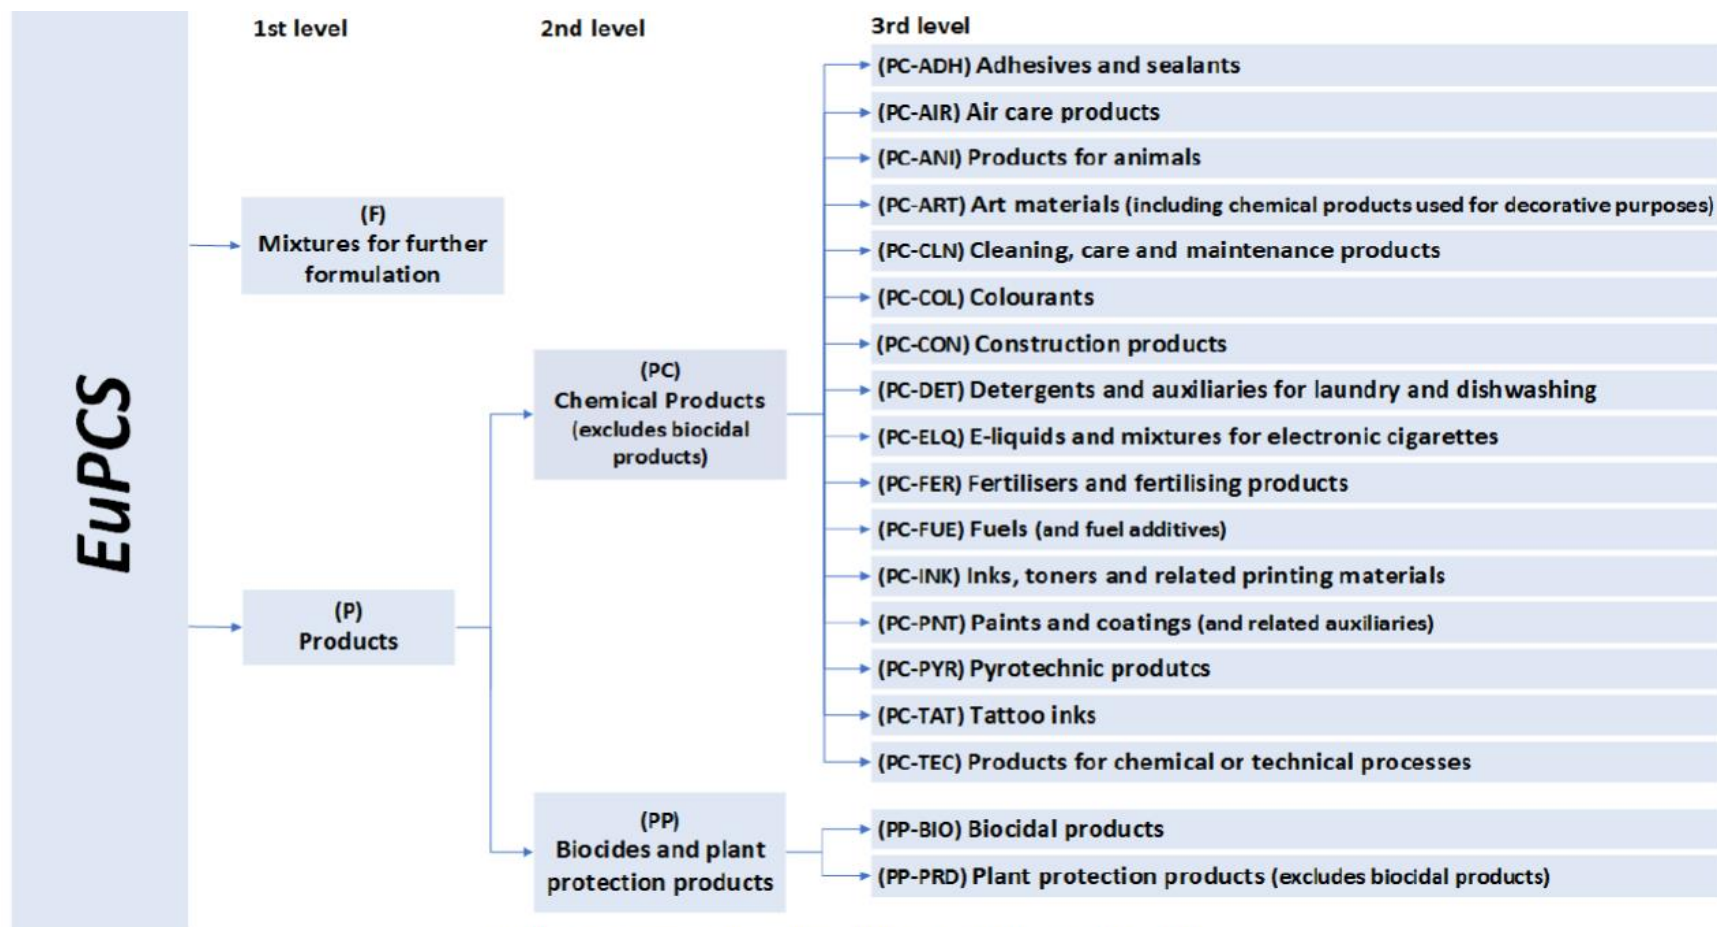 EuPCS
1st level
2nd level
3rd level
(F)
Mixtures for further
formulation
(P)
Products
(PC)
Chemical Products
(excludes biocidal
products)
(PP)
Biocides and plant
protection products
(PC-ADH) Adhesives and sealants
(PC-AIR) Air care products
(PC-ANI) Products for animals
(PC-ART) Art materials (including chemical products used for decorative purposes)
(PC-CLN) Cleaning, care and maintenance products
(PC-COL) Colourants
(PC-CON) Construction products
(PC-DET) Detergents and auxiliaries for laundry and dishwashing
(PC-ELQ) E-liquids and mixtures for electronic cigarettes
(PC-FER) Fertilisers and fertilising products
(PC-FUE) Fuels (and fuel additives)
(PC-INK) Inks, toners and related printing materials
(PC-PNT) Paints and coatings (and related auxiliaries)
(PC-PYR) Pyrotechnic produtcs
(PC-TAT) Tattoo inks
(PC-TEC) Products for chemical or technical processes
(PP-BIO) Biocidal products
(PP-PRD) Plant protection products (excludes biocidal products)